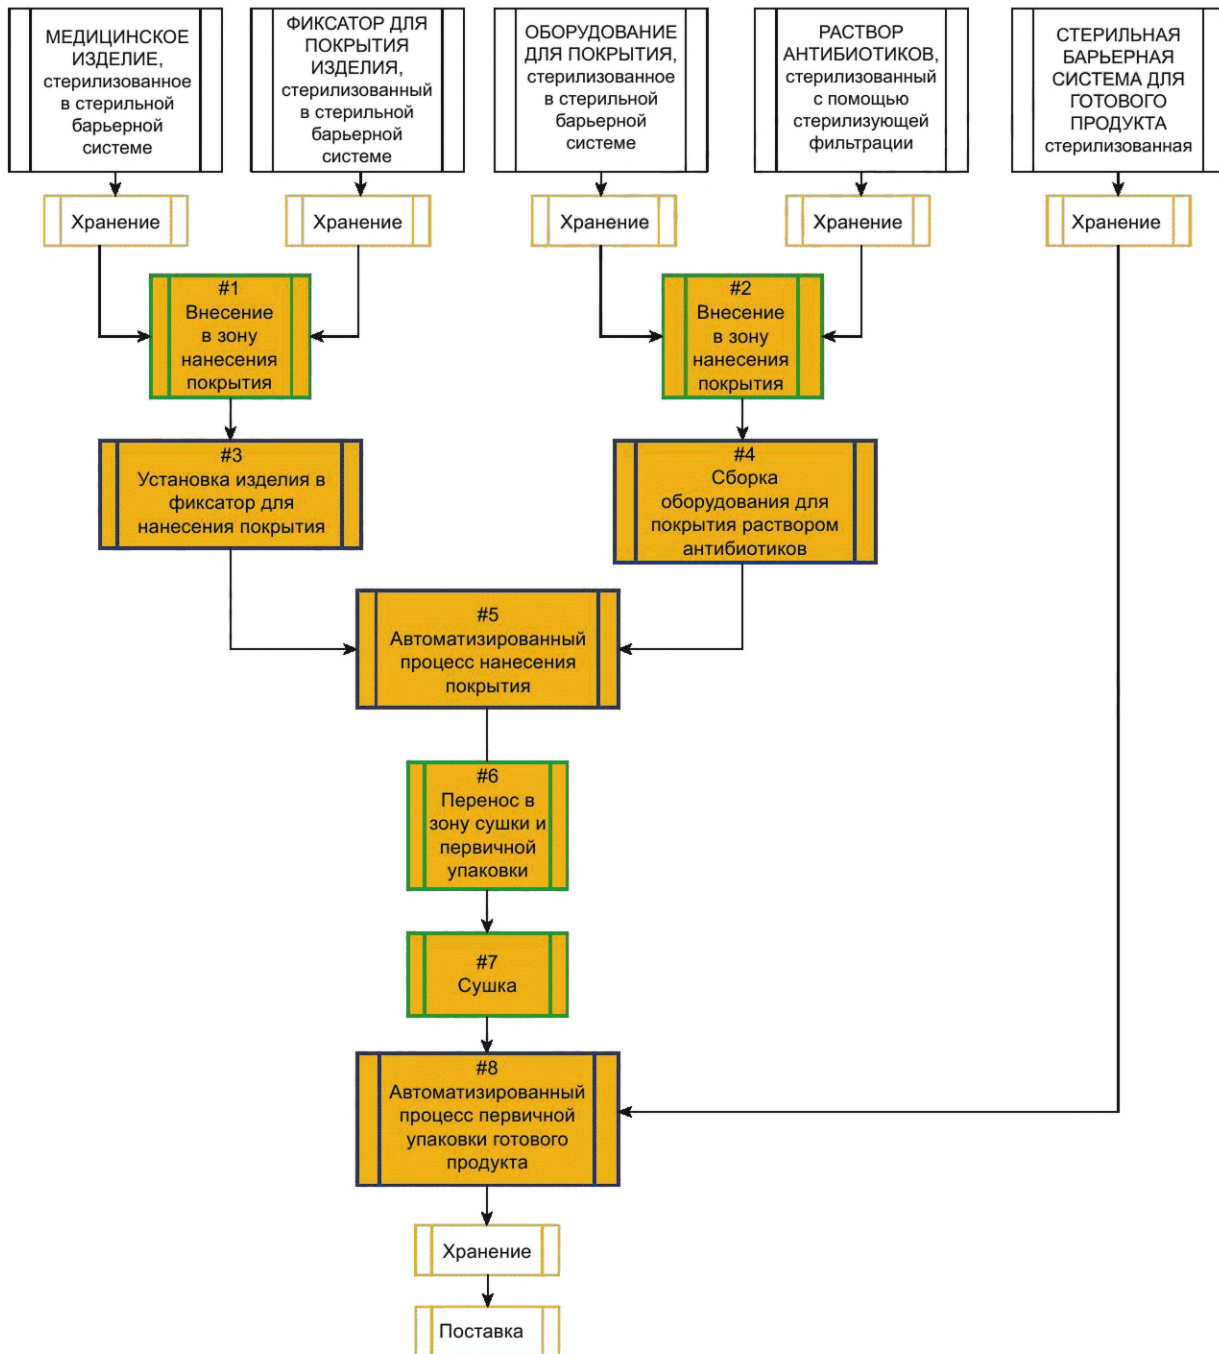 МЕДИЦИНСКОЕ
ИЗДЕЛИЕ,
стерилизованное
в стерильной
барьерной
системе
ФИКСАТОР ДЛЯ
ПОКРЫТИЯ
ИЗДЕЛИЯ,
стерилизованный
в стерильной
барьерной
системе
ОБОРУДОВАНИЕ
ДЛЯ ПОКРЫТИЯ,
стерилизованное
в стерильной
барьерной
системе
РАСТВОР
АНТИБИОТИКОВ,
стерилизованный
с помощью
стерилизующей
фильтрации
СТЕРИЛЬНАЯ
БАРЬЕРНАЯ
СИСТЕМА ДЛЯ
ГОТОВОГО
ПРОДУКТА
стерилизованная
Хранение
Хранение
Хранение
Хранение
Хранение
#1
Внесение
в зону
нанесения
покрытия
#2
Внесение
в зону
нанесения
покрытия
#3
Установка изделия в
фиксатор для
нанесения покрытия
#4
Сборка
оборудования для
покрытия раствором
антибиотиков
#5
Автоматизированный
процесс нанесения
покрытия
#6
Перенос в
зону сушки и
первичной
упаковки
#7
Сушка
#8
Автоматизированный
процесс первичной
упаковки готового
продукта
Хранение
Поставка